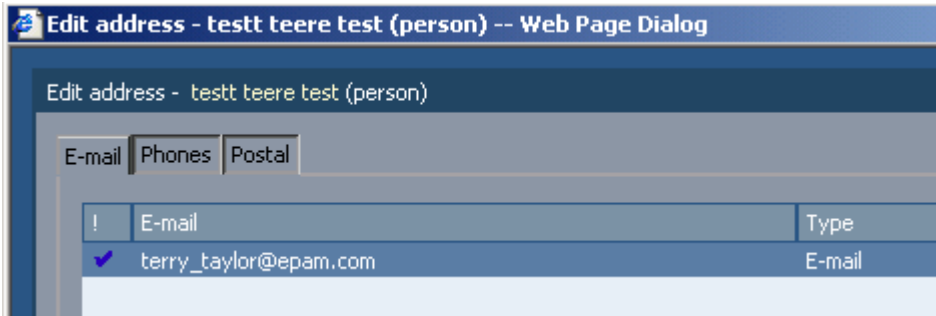 Edit address - testt teere test (person) -- Web Page Dialog
Edit address - testt teere test (person)
E-mail Phones Postal
! E-mail Type
terry_taylor@epam.com E-mail